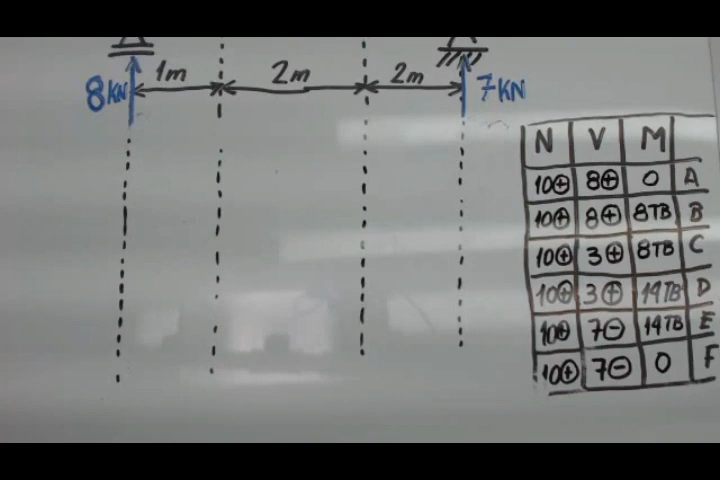 1m 2m 2m
8KN 7KN
N V M
10⊕ 8⊕ 0 A
10⊕ 8⊕ 8TB B
10⊕ 3⊕ 8TB C
10⊕ 3⊕ 14TB D
10⊕ 7⊖ 14TB E
10⊕ 7⊖ 0 F